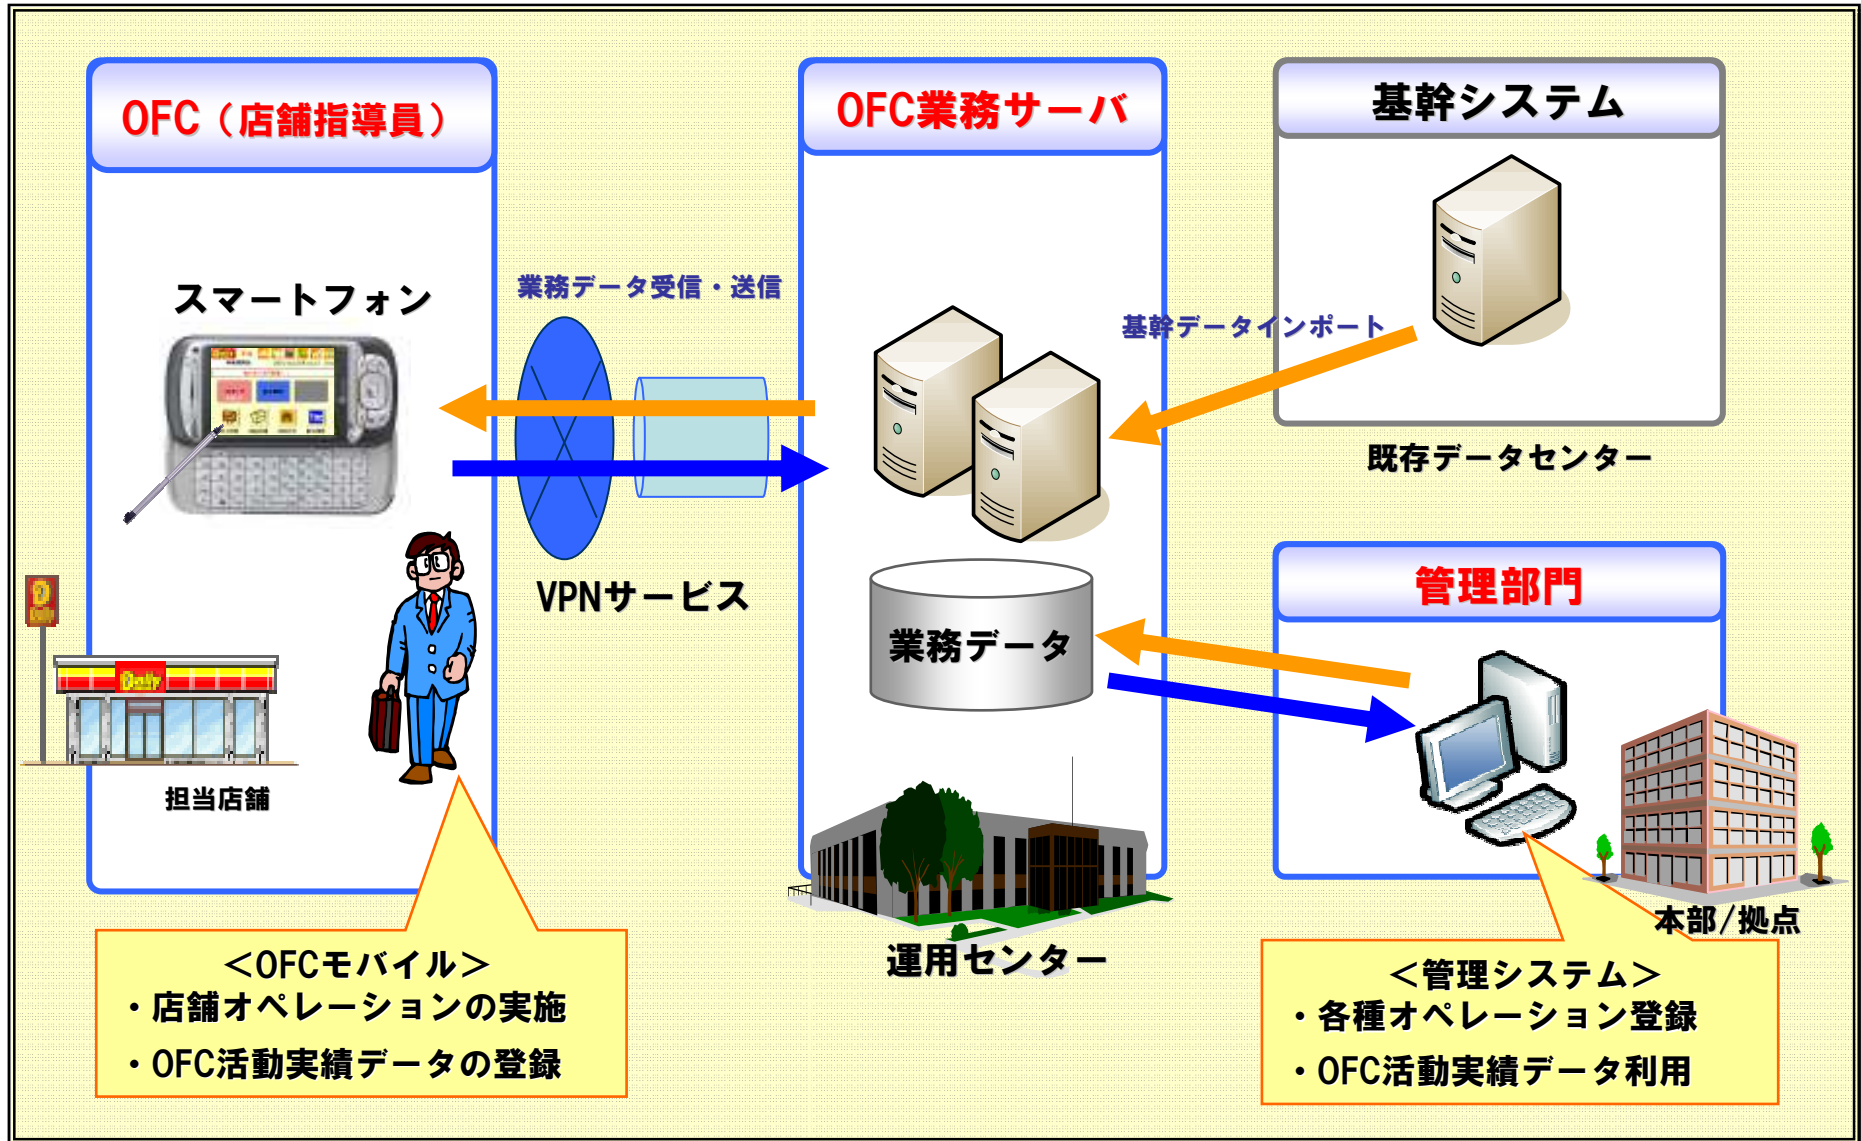 OFC（店舗指導員）
スマートフォン
担当店舗
＜OFCモバイル＞
・店舗オペレーションの実施
・OFC活動実績データの登録
業務データ受信・送信
VPNサービス
OFC業務サーバ
業務データ
運用センター
基幹データインポート
基幹システム
既存データセンター
管理部門
本部/拠点
＜管理システム＞
・各種オペレーション登録
・OFC活動実績データ利用
Daily